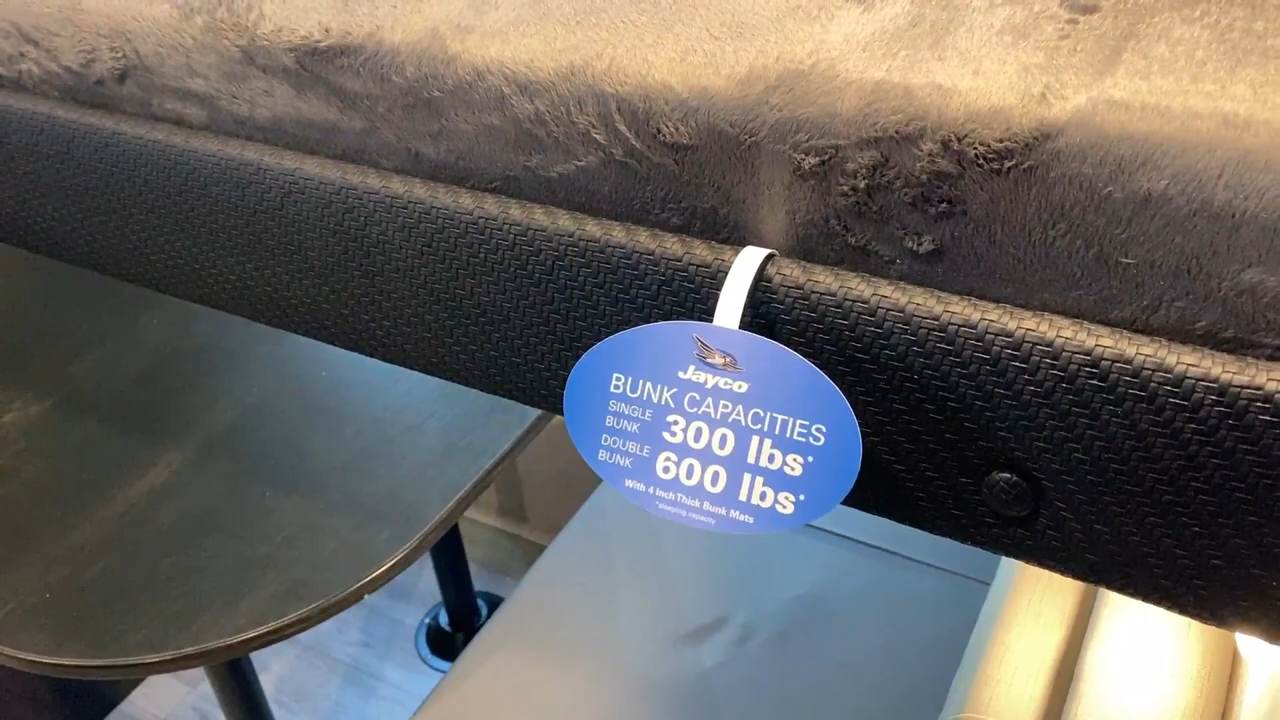 Jayco
BUNK CAPACITIES
SINGLE BUNK 300 lbs*
DOUBLE BUNK 600 lbs*
With 4 Inch Thick Bunk Mats
*sleeping capacity